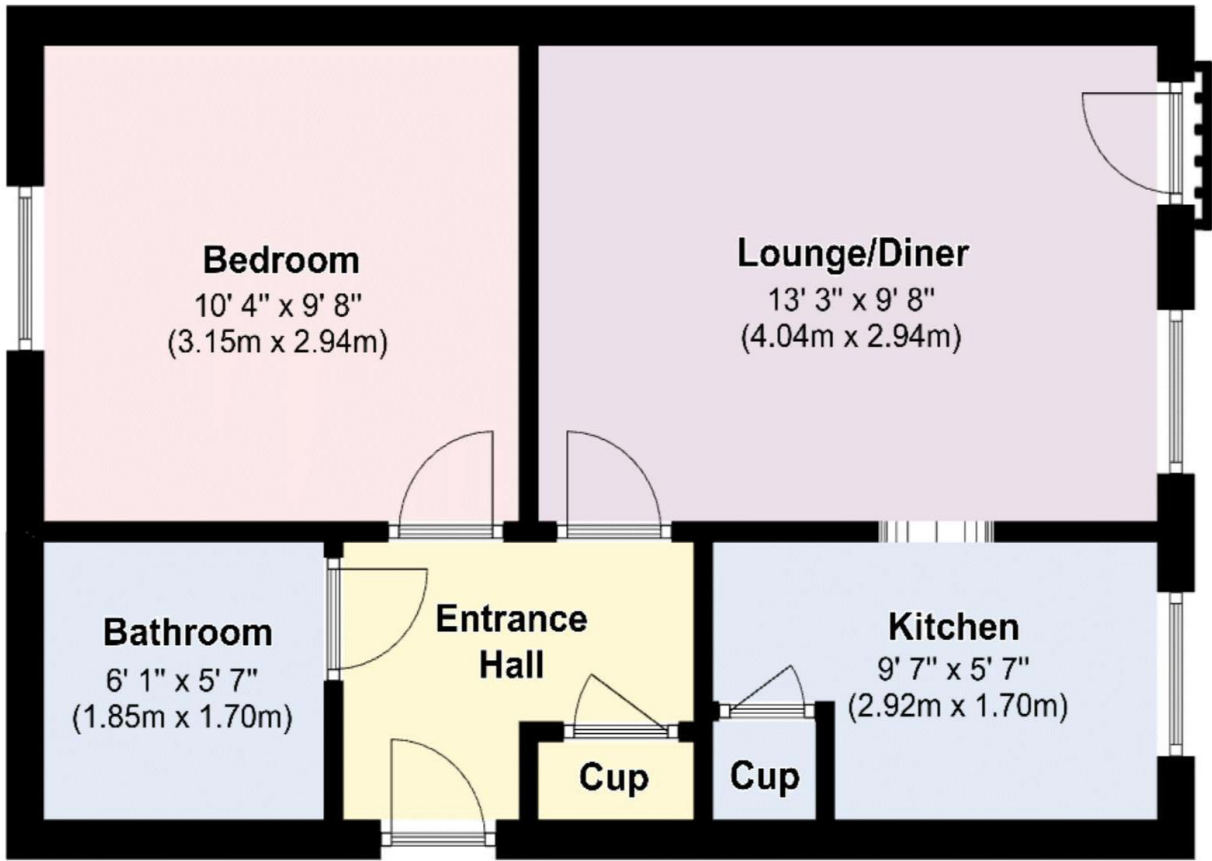 Bedroom
10' 4" x 9' 8"
(3.15m x 2.94m)
Lounge/Diner
13' 3" x 9' 8"
(4.04m x 2.94m)
Bathroom
6' 1" x 5' 7"
(1.85m x 1.70m)
Entrance
Hall
Cup
Kitchen
9' 7" x 5' 7"
(2.92m x 1.70m)
Cup